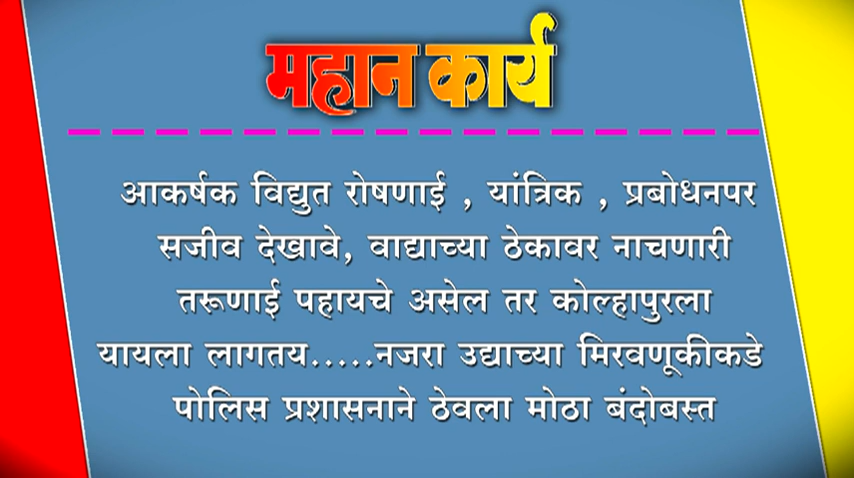 महान कार्य
आकर्षक विद्युत रोषणाई , यांत्रिक , प्रबोधनपर
सजीव देखावे, वाद्याच्या ठेकावर नाचणारी
तरूणाई पहायचे असेल तर कोल्हापुरला
यायला लागतय.....नजरा उद्याच्या मिरवणूकीकडे
पोलिस प्रशासनाने ठेवला मोठा बंदोबस्त